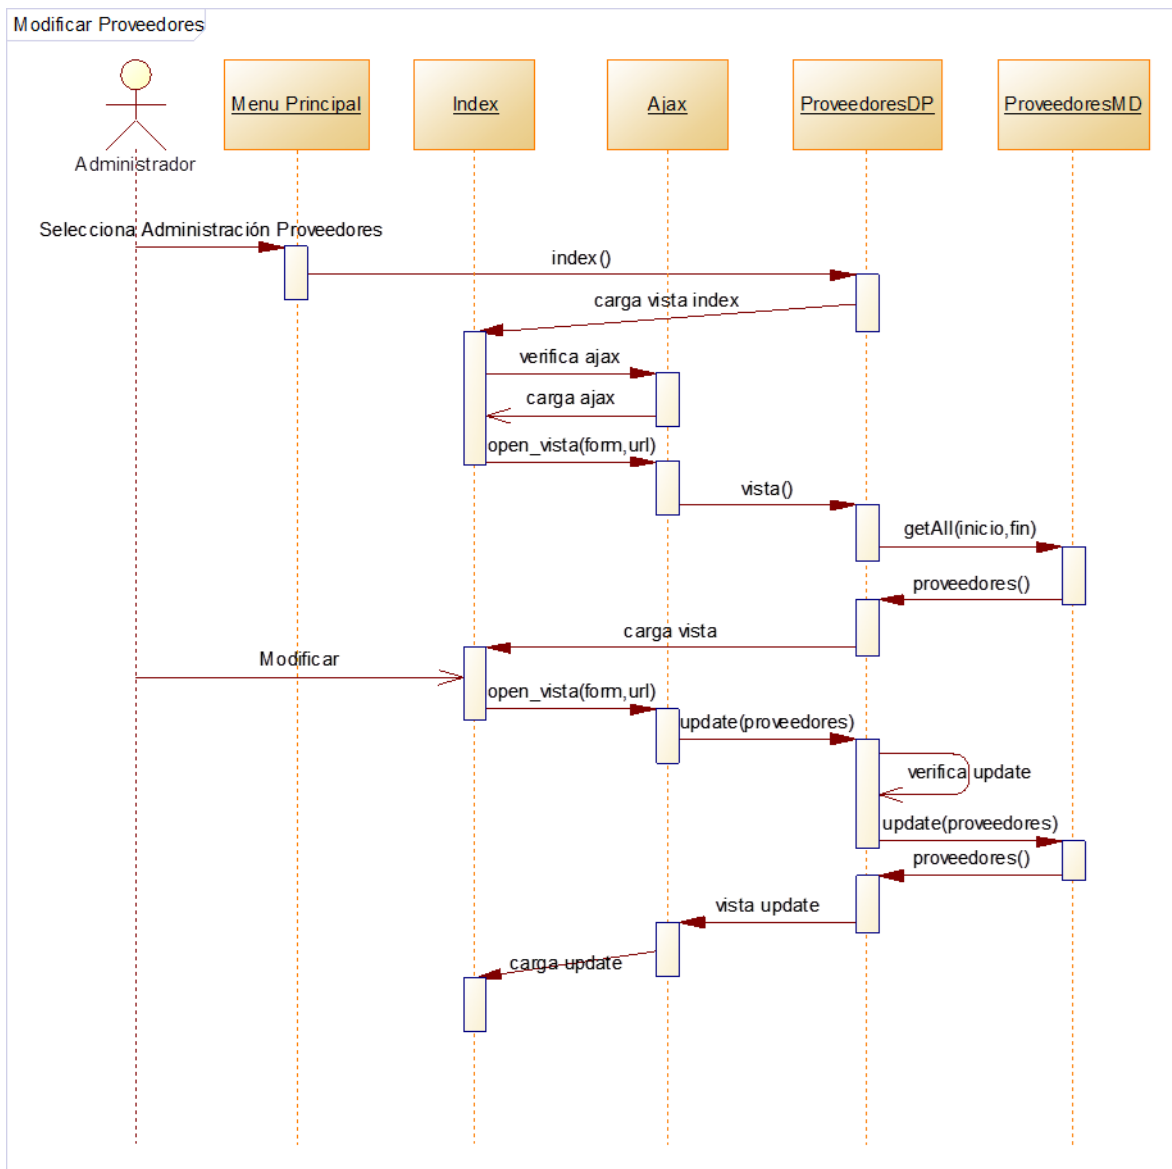 Modificar Proveedores
Administrador
Menu Principal
Index
Ajax
ProveedoresDP
ProveedoresMD
Selecciona Administración Proveedores
index()
carga vista index
verifica ajax
carga ajax
open_vista(form,url)
vista()
getAll(inicio,fin)
proveedores()
carga vista
Modificar
open_vista(form,url)
update(proveedores)
verifica update
update(proveedores)
proveedores()
vista update
carga update